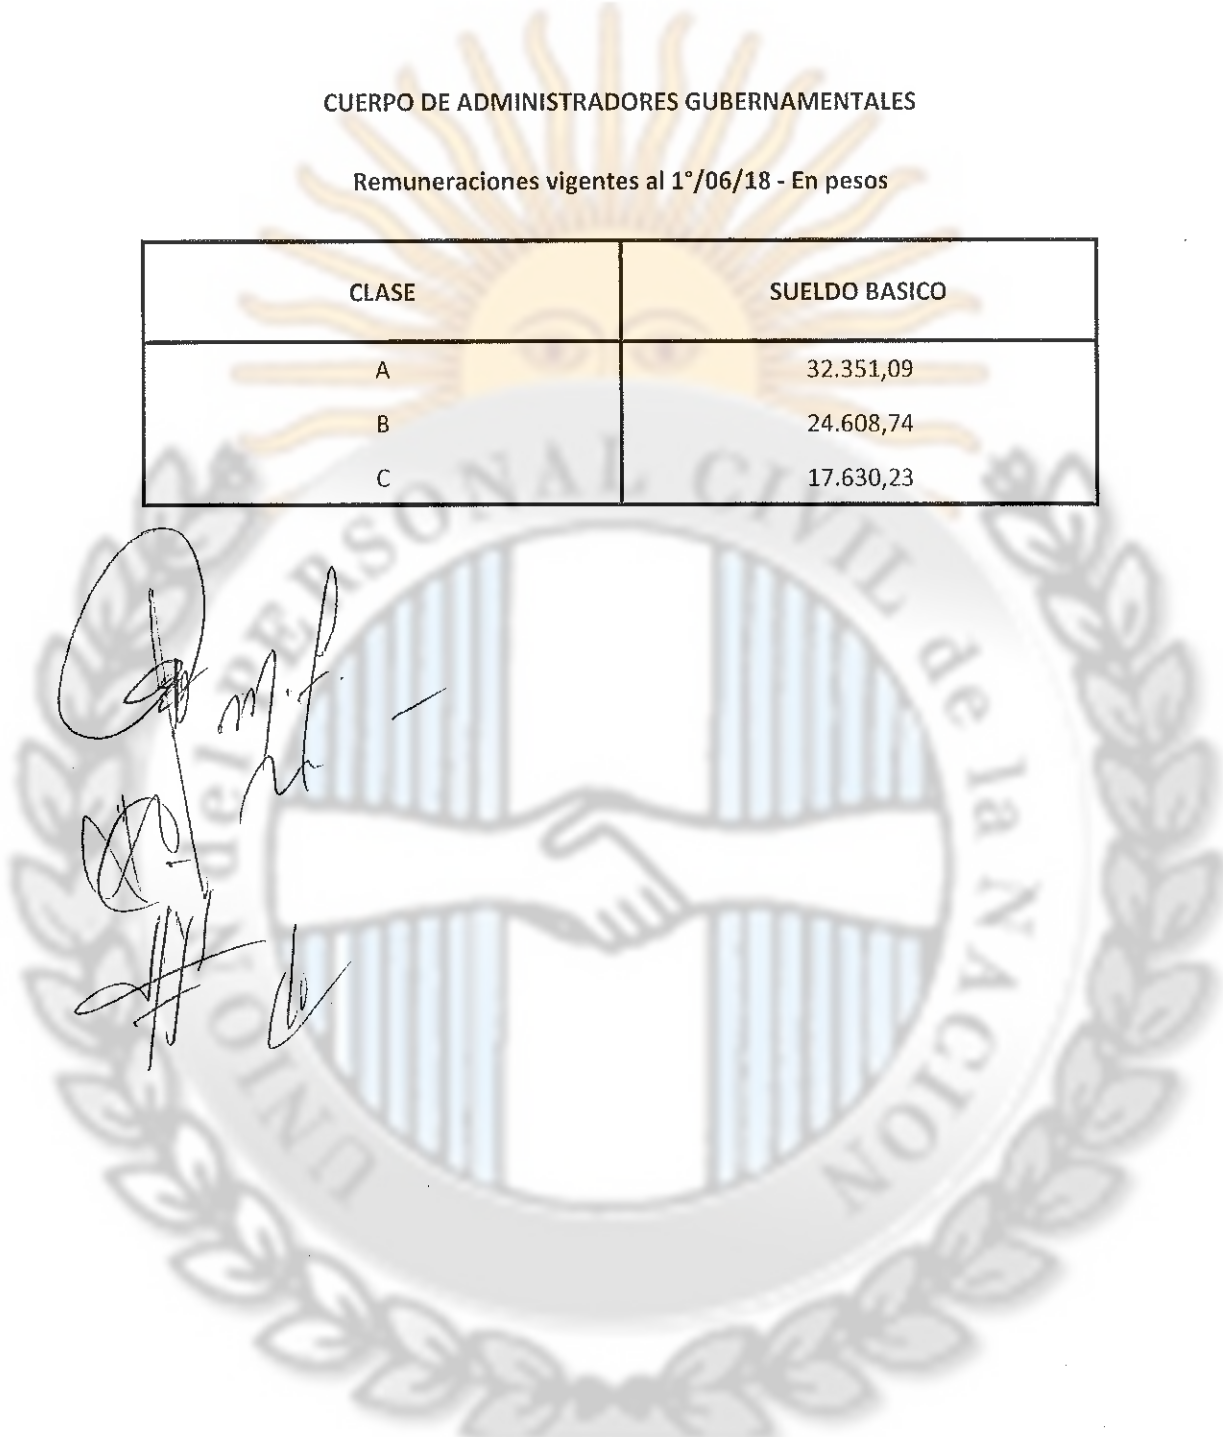 CUERPO DE ADMINISTRADORES GUBERNAMENTALES
Remuneraciones vigentes al 1°/06/18 - En pesos
CLASE SUELDO BASICO
A 32.351,09
B 24.608,74
C 17.630,23
UNION del PERSONAL CIVIL de la NACION